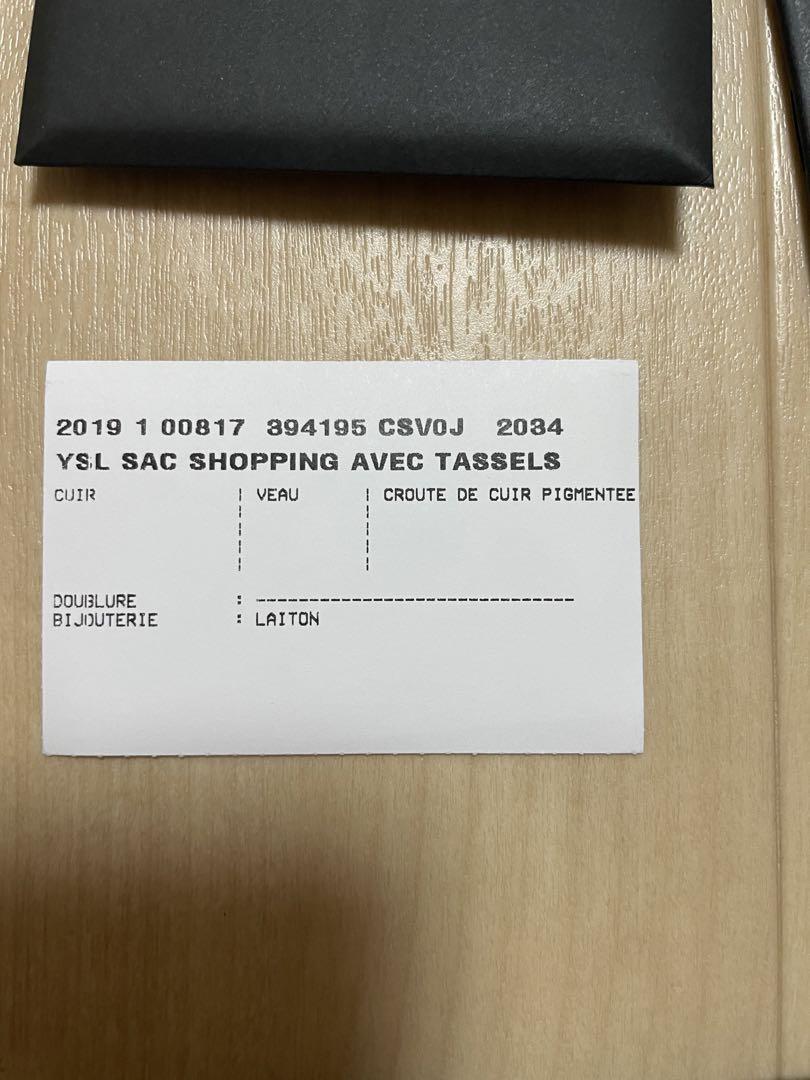 2019 1 00817 394195 CSV0J 2034
YSL SAC SHOPPING AVEC TASSELS
CUIR | VEAU | CROUTE DE CUIR PIGMENTEE
DOUBLURE : ------------------------------
BIJOUTERIE : LAITON